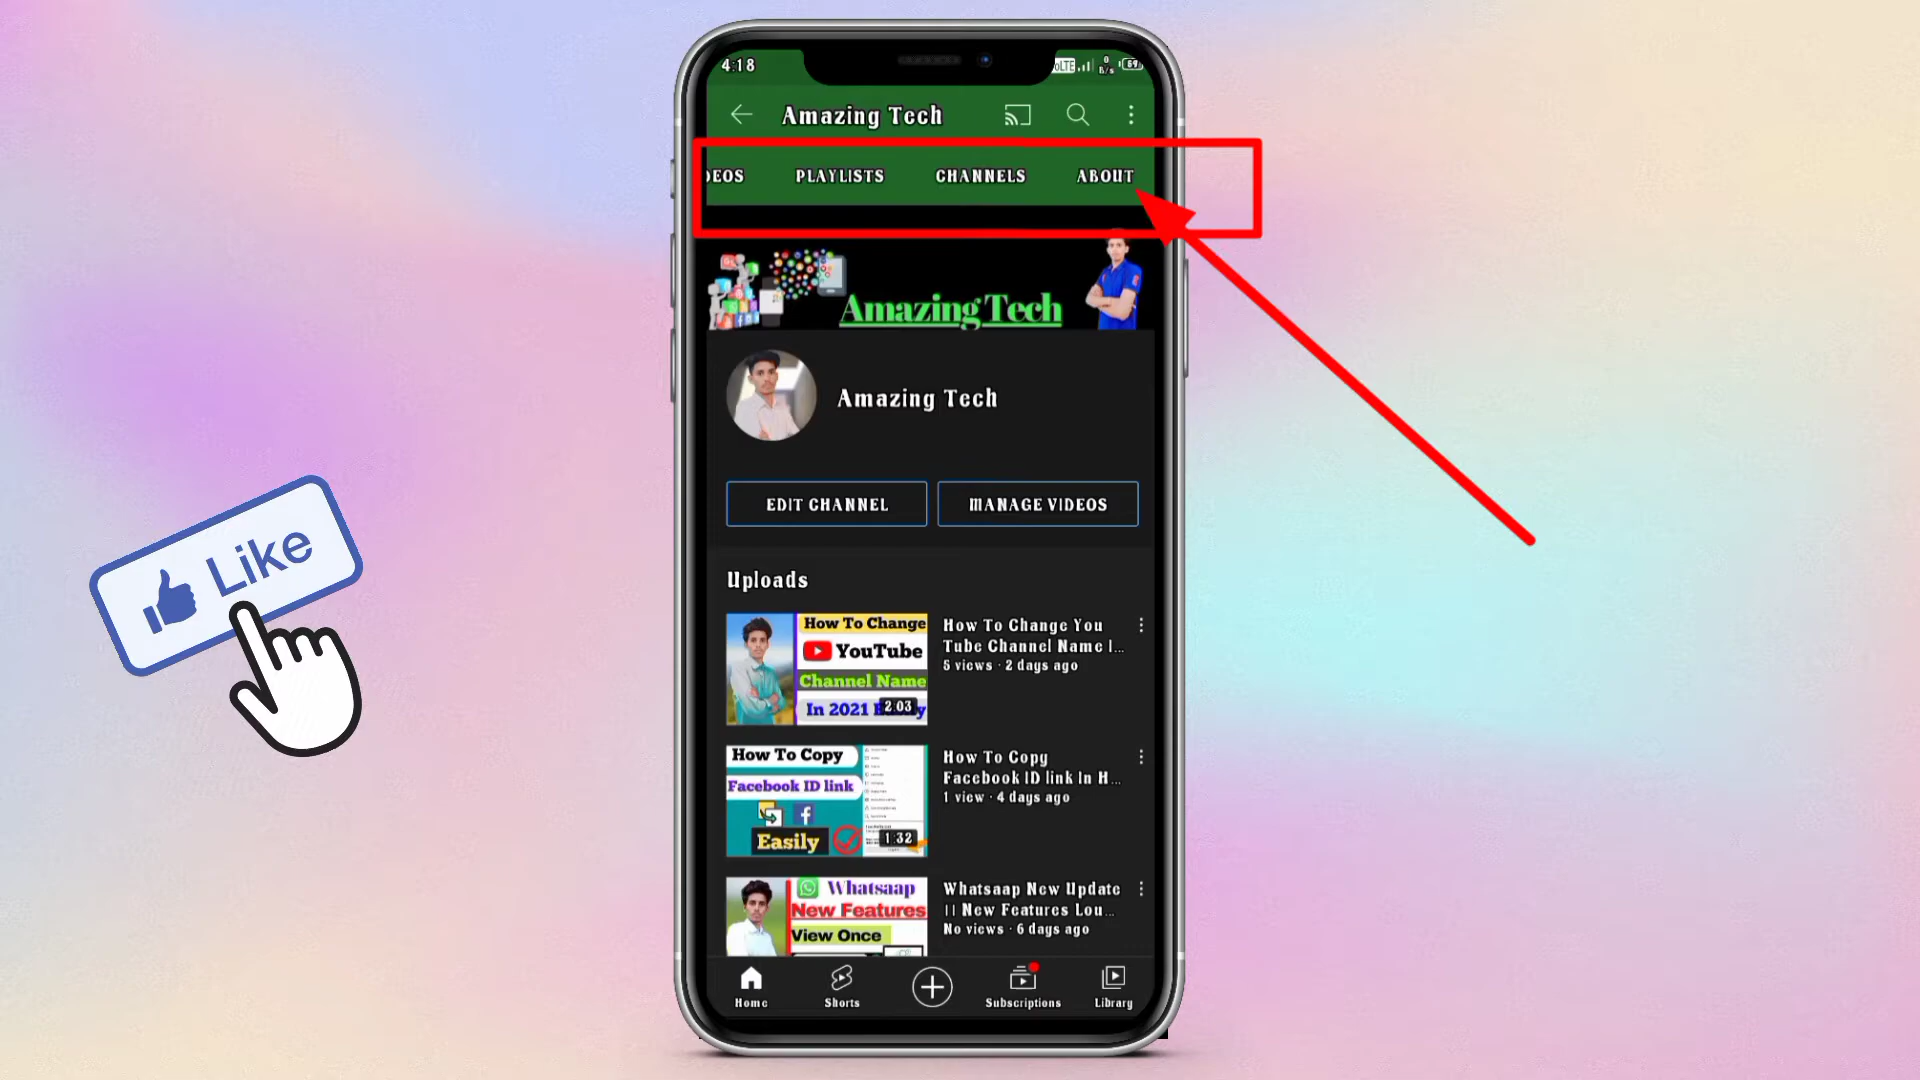 4:18
VoLTE 0 B/s 69
Amazing Tech
DEOS PLAYLISTS CHANNELS ABOUT
Amazing Tech
Amazing Tech
EDIT CHANNEL MANAGE VIDEOS
Uploads
How To Change
YouTube
Channel Name
In 2021 Easily
2:03
How To Change You
Tube Channel Name |...
5 views · 2 days ago
How To Copy
Facebook ID link
Easily
1:32
How To Copy
Facebook ID link In H...
1 view · 4 days ago
Whatsaap
New Features
View Once
Whatsaap New Update
|| New Features Lou...
No views · 6 days ago
Home Shorts Subscriptions Library
Like